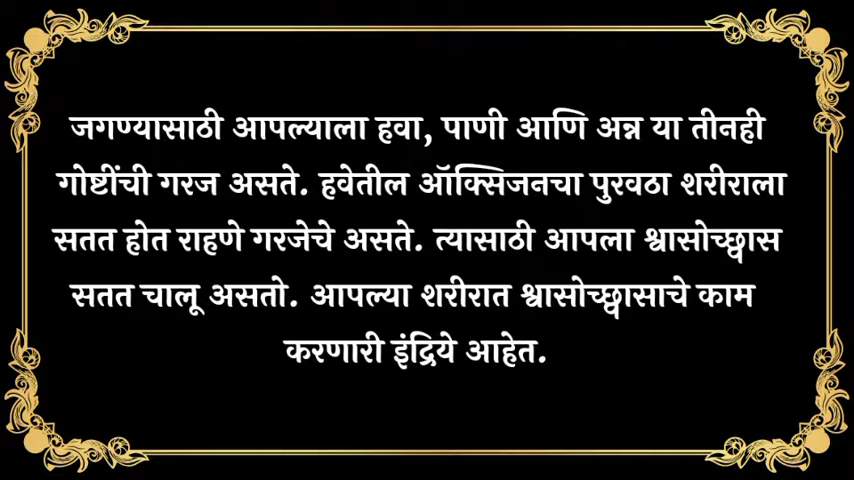 जगण्यासाठी आपल्याला हवा, पाणी आणि अन्न या तीनही
गोष्टींची गरज असते. हवेतील ऑक्सिजनचा पुरवठा शरीराला
सतत होत राहणे गरजेचे असते. त्यासाठी आपला श्वासोच्छ्वास
सतत चालू असतो. आपल्या शरीरात श्वासोच्छ्वासाचे काम
करणारी इंद्रिये आहेत.